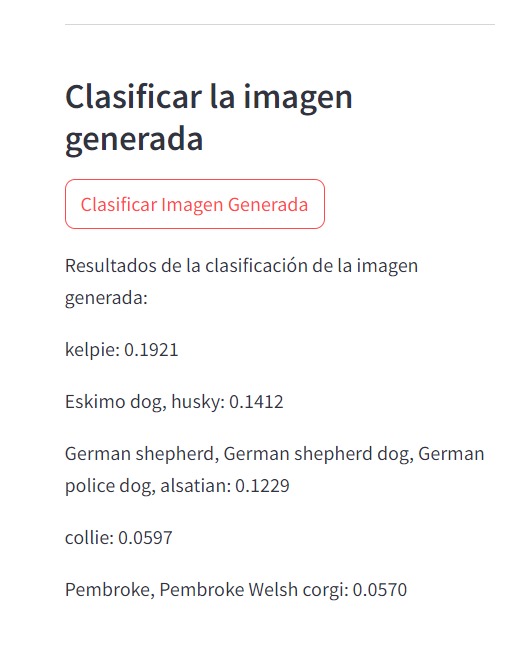 Clasificar la imagen
generada
Clasificar Imagen Generada
Resultados de la clasificación de la imagen
generada:
kelpie: 0.1921
Eskimo dog, husky: 0.1412
German shepherd, German shepherd dog, German
police dog, alsatian: 0.1229
collie: 0.0597
Pembroke, Pembroke Welsh corgi: 0.0570